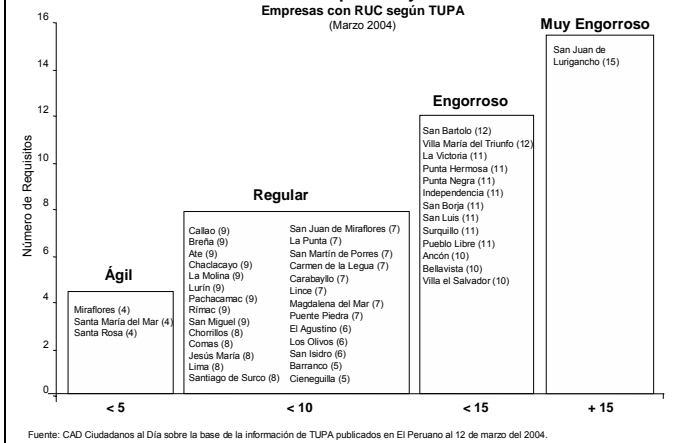 Empresas con RUC según TUPA
(Marzo 2004)
Número de Requisitos
16
14
12
10
8
6
4
2
0
Ágil
Miraflores (4)
Santa María del Mar (4)
Santa Rosa (4)
< 5
Regular
Callao (9)
Breña (9)
Ate (9)
Chaclacayo (9)
La Molina (9)
Lurín (9)
Pachacamac (9)
Rímac (9)
San Miguel (9)
Chorrillos (8)
Comas (8)
Jesús María (8)
Lima (8)
Santiago de Surco (8)
San Juan de Miraflores (7)
La Punta (7)
San Martín de Porres (7)
Carmen de la Legua (7)
Carabayllo (7)
Lince (7)
Magdalena del Mar (7)
Puente Piedra (7)
El Agustino (6)
Los Olivos (6)
San Isidro (6)
Barranco (5)
Cieneguilla (5)
< 10
Engorroso
San Bartolo (12)
Villa María del Triunfo (12)
La Victoria (11)
Punta Hermosa (11)
Punta Negra (11)
Independencia (11)
San Borja (11)
San Luis (11)
Surquillo (11)
Pueblo Libre (11)
Ancón (10)
Bellavista (10)
Villa el Salvador (10)
< 15
Muy Engorroso
San Juan de
Lurigancho (15)
+ 15
Fuente: CAD Ciudadanos al Día sobre la base de la información de TUPA publicados en El Peruano al 12 de marzo del 2004.